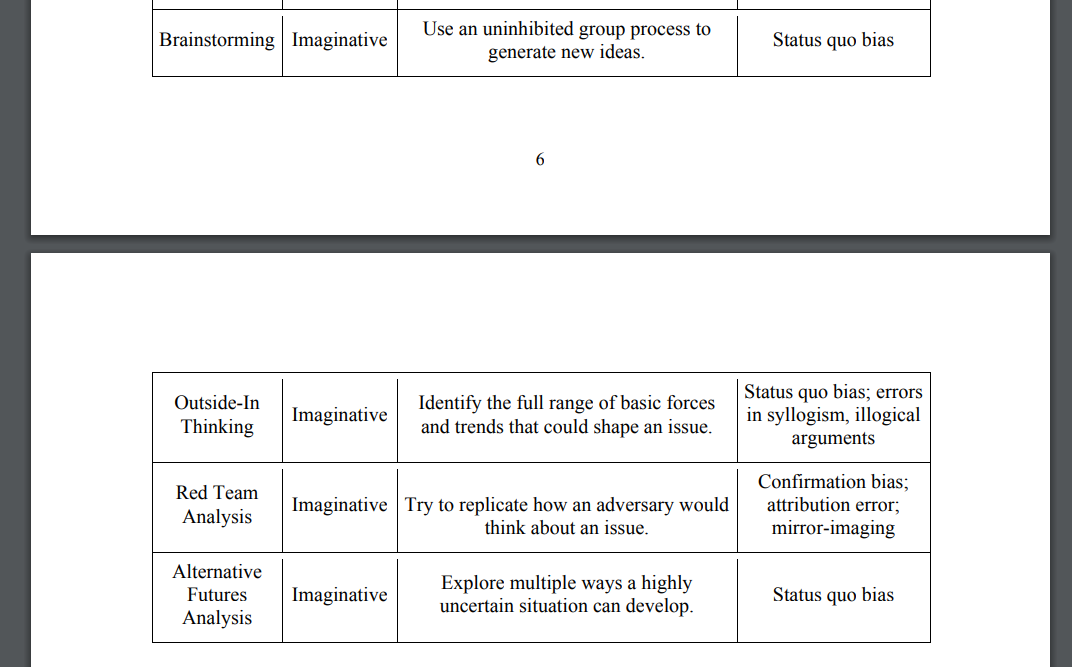 Brainstorming Imaginative Use an uninhibited group process to generate new ideas. Status quo bias
6
Outside-In Thinking Imaginative Identify the full range of basic forces and trends that could shape an issue. Status quo bias; errors in syllogism, illogical arguments
Red Team Analysis Imaginative Try to replicate how an adversary would think about an issue. Confirmation bias; attribution error; mirror-imaging
Alternative Futures Analysis Imaginative Explore multiple ways a highly uncertain situation can develop. Status quo bias